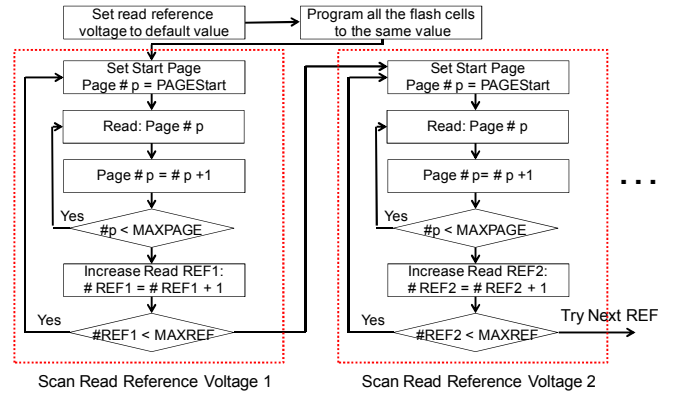 Set read reference
voltage to default value
Program all the flash cells
to the same value
Set Start Page
Page # p = PAGEStart
Read: Page # p
Page # p = # p +1
Yes
#p < MAXPAGE
Increase Read REF1:
# REF1 = # REF1 + 1
Yes
#REF1 < MAXREF
Scan Read Reference Voltage 1
Set Start Page
Page # p = PAGEStart
Read: Page # p
Page # p= # p +1
Yes
#p < MAXPAGE
Increase Read REF2:
# REF2 = # REF2 + 1
Yes
#REF2 < MAXREF
Try Next REF
Scan Read Reference Voltage 2
...